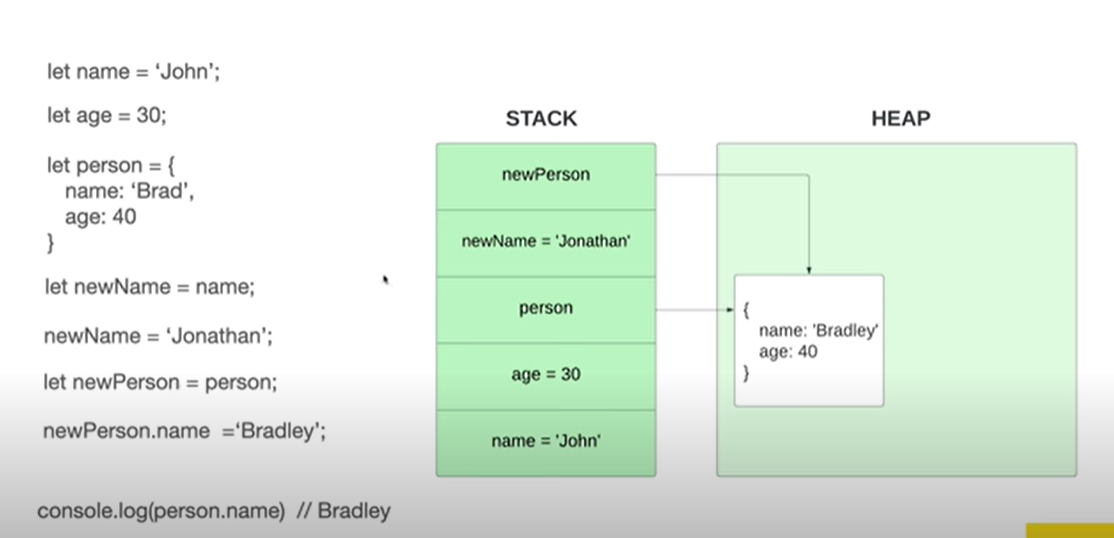 let name = ‘John’;
let age = 30;
let person = {
name: ‘Brad’,
age: 40
}
let newName = name;
newName = ‘Jonathan’;
let newPerson = person;
newPerson.name =‘Bradley’;
console.log(person.name) // Bradley
STACK
newPerson
newName = 'Jonathan'
person
age = 30
name = 'John'
HEAP
{
name: 'Bradley'
age: 40
}